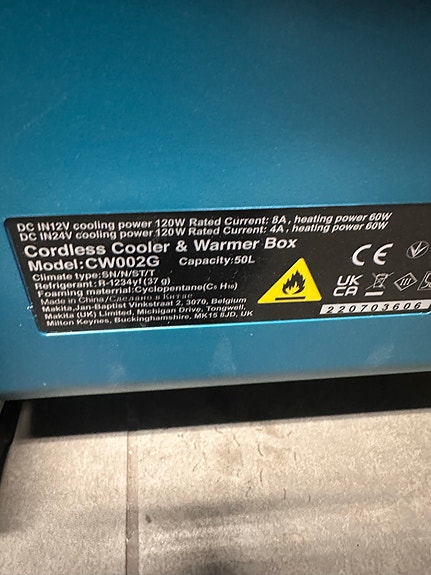 DC IN12V cooling power 120W Rated Current: 8A, heating power 60W
DC IN24V cooling power 120W Rated Current: 4A, heating power 60W
Cordless Cooler & Warmer Box
Model:CW002G Capacity:50L
Climate type:SN/N/ST/T
Refrigerant:R-1234yf (37 g)
Foaming material:Cyclopentane(C₅ H₁₀)
Made in China/Сделано в Китае
Makita,Jan-Baptist Vinkstraat 2, 3070, Belgium
Makita (UK) Limited, Michigan Drive, Tongwell,
Milton Keynes, Buckinghamshire, MK15 8JD, UK
CE
UK
CA
220703606